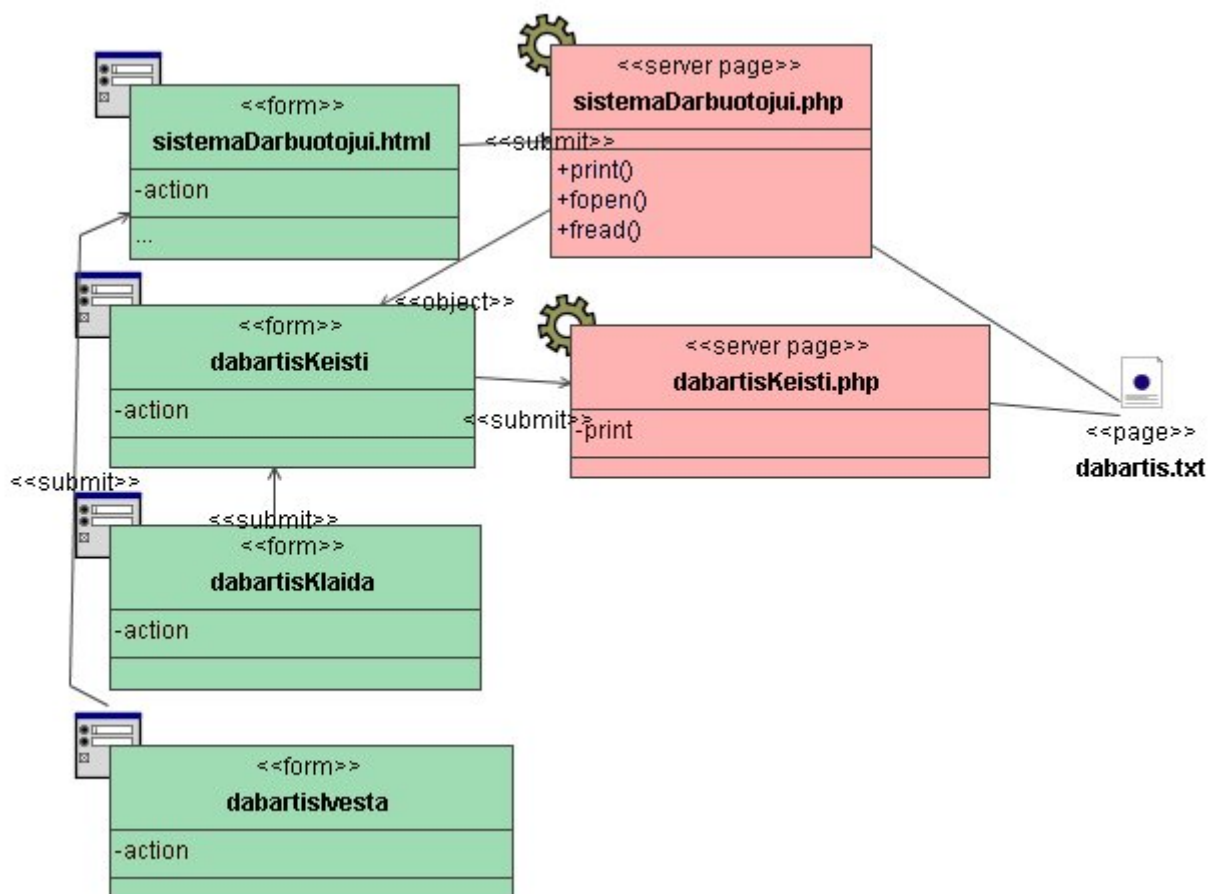 <<form>>
sistemaDarbuotojui.html
-action
...
<<submit>>
<<server page>>
sistemaDarbuotojui.php
+print()
+fopen()
+fread()
<<object>>
<<form>>
dabartisKeisti
-action
<<submit>>
<<server page>>
dabartisKeisti.php
-print
<<page>>
dabartis.txt
<<submit>>
<<submit>>
<<form>>
dabartisKlaida
-action
<<form>>
dabartisIvesta
-action